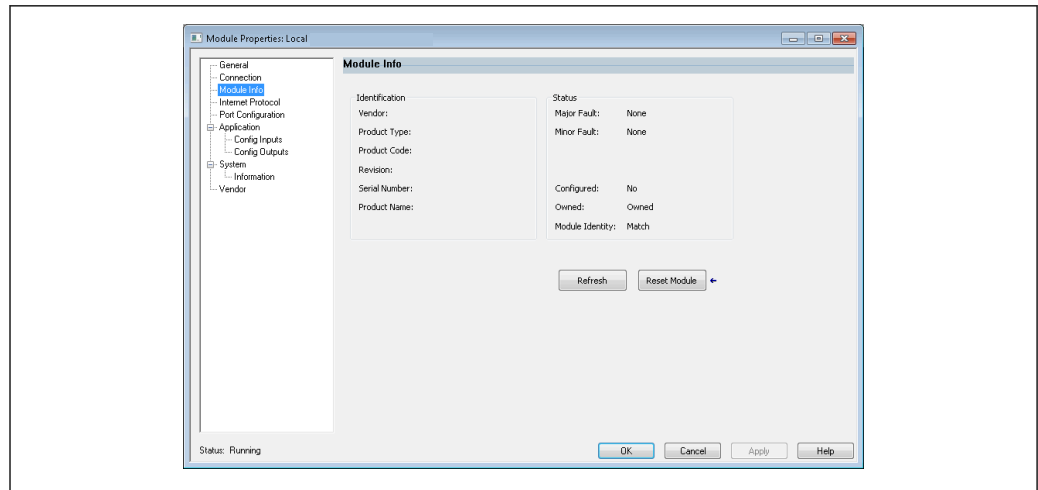 Module Properties: Local
General
Connection
Module Info
Internet Protocol
Port Configuration
Application
Config Inputs
Config Outputs
System
Information
Vendor
Module Info
Identification
Vendor:
Product Type:
Product Code:
Revision:
Serial Number:
Product Name:
Status
Major Fault: None
Minor Fault: None
Configured: No
Owned: Owned
Module Identity: Match
Refresh
Reset Module
Status: Running
OK
Cancel
Apply
Help